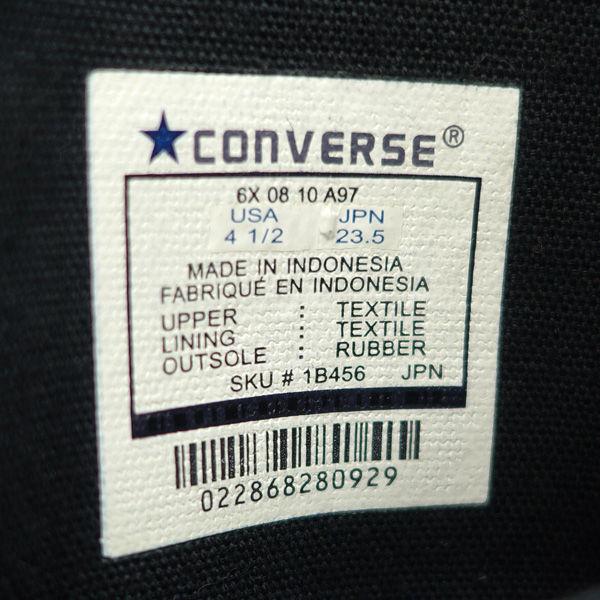 ★CONVERSE®
6X 08 10 A97
USA JPN
4 1/2 23.5
MADE IN INDONESIA
FABRIQUÉ EN INDONESIA
UPPER : TEXTILE
LINING : TEXTILE
OUTSOLE : RUBBER
SKU # 1B456 JPN
022868280929